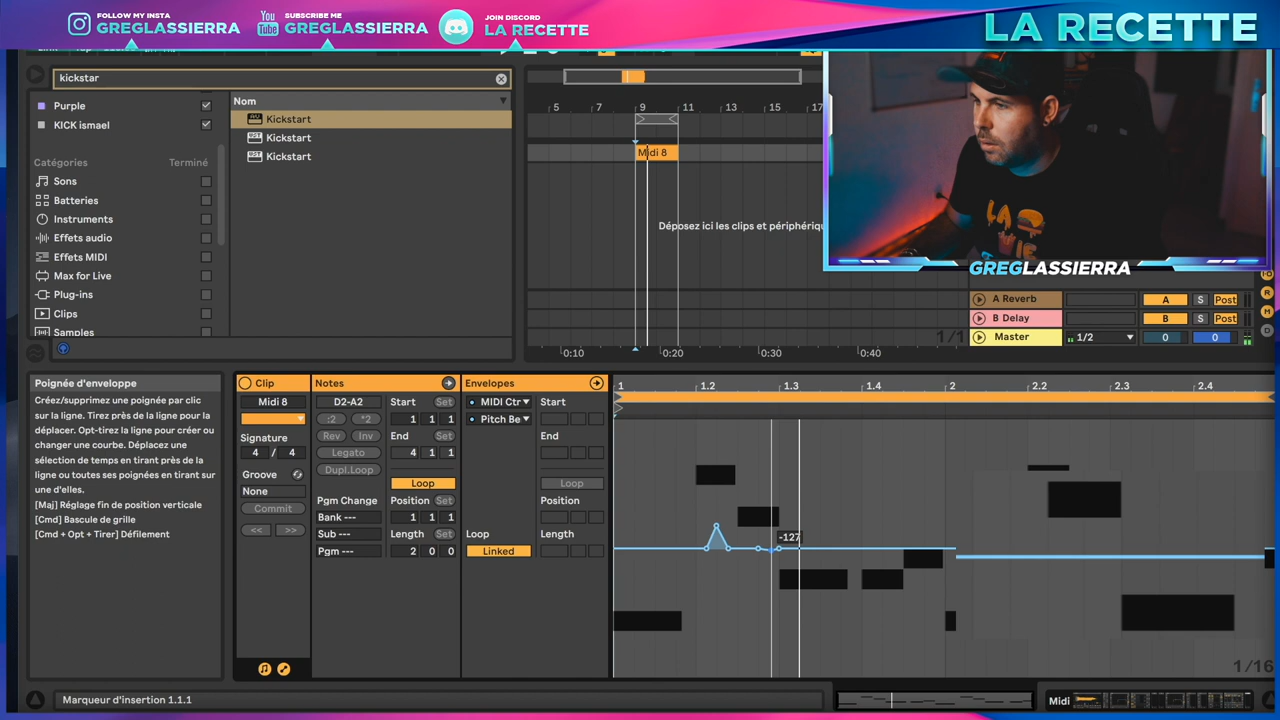 FOLLOW MY INSTA
GREGLASSIERRA
You
Tube
SUBSCRIBE ME
GREGLASSIERRA
JOIN DISCORD
LA RECETTE
LA RECETTE
kickstar
Purple
KICK ismael
Catégories Terminé
Sons
Batteries
Instruments
Effets audio
Effets MIDI
Max for Live
Plug-ins
Clips
Samples
Nom
Kickstart
Kickstart
Kickstart
5 7 9 11 13 15 17
Midi 8
Déposez ici les clips et périphériqu
1/1
0:10 0:20 0:30 0:40
GREGLASSIERRA
A Reverb A S Post
B Delay B S Post
Master 1/2 0 0
Poignée d'enveloppe
Créez/supprimez une poignée par clic
sur la ligne. Tirez près de la ligne pour la
déplacer. Opt-tirez la ligne pour créer ou
changer une courbe. Déplacez une
sélection de temps en tirant près de la
ligne ou toutes ses poignées en tirant sur
une d'elles.
[Maj] Réglage fin de position verticale
[Cmd] Bascule de grille
[Cmd + Opt + Tirer] Défilement
Clip
Midi 8
Signature
4 / 4
Groove
None
Commit
<< >>
Notes
D2-A2
:2 *2
Rev Inv
Legato
Dupl.Loop
Pgm Change
Bank ---
Sub ---
Pgm ---
Start Set
1 1 1
End Set
4 1 1
Loop
Position Set
1 1 1
Length Set
2 0 0
Envelopes
MIDI Ctr
Pitch Be
Loop
Linked
Start
End
Loop
Position
Length
1 1.2 1.3 1.4 2 2.2 2.3 2.4
-127
1/16
Marqueur d'insertion 1.1.1
Midi